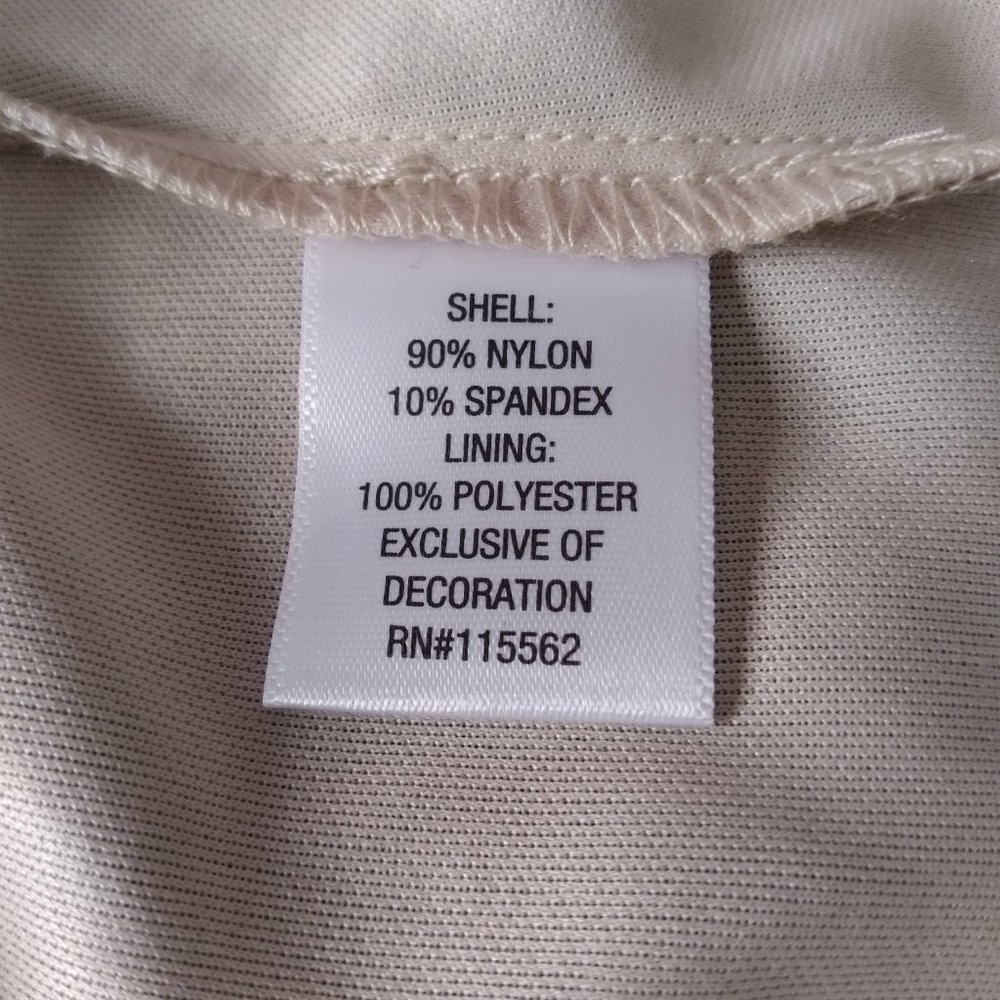 SHELL:
90% NYLON
10% SPANDEX
LINING:
100% POLYESTER
EXCLUSIVE OF
DECORATION
RN#115562